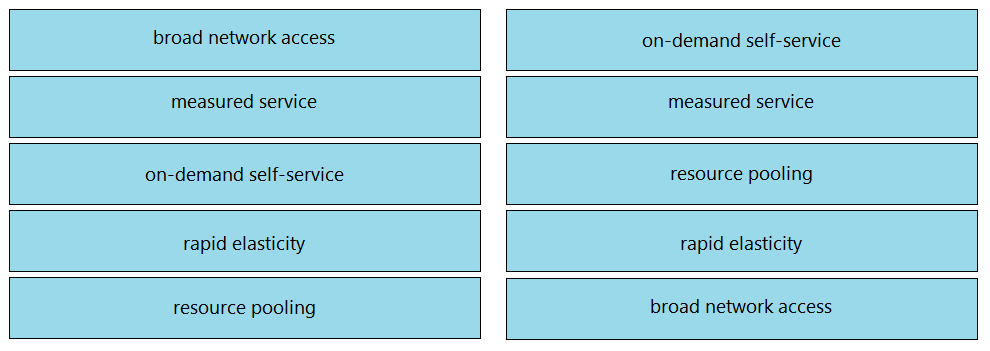 broad network access
measured service
on-demand self-service
rapid elasticity
resource pooling
on-demand self-service
measured service
resource pooling
rapid elasticity
broad network access